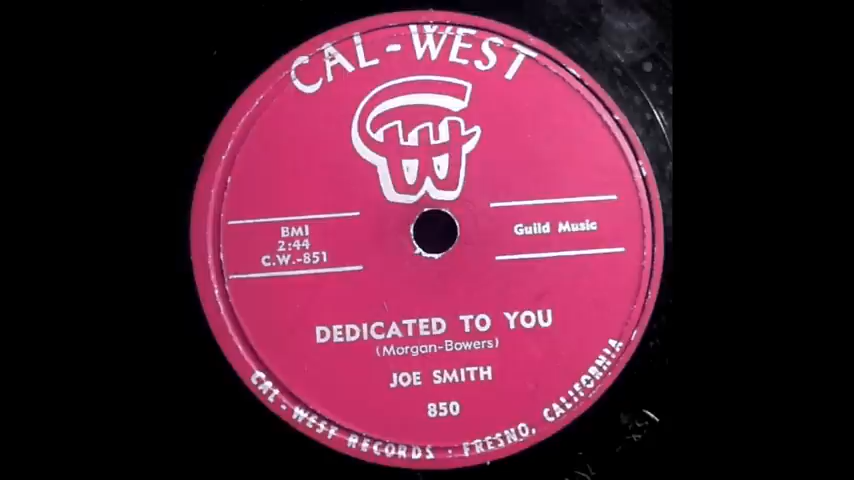 CAL-WEST
CW
BMI
2:44
C.W.-851
Guild Music
DEDICATED TO YOU
(Morgan-Bowers)
JOE SMITH
850
CAL-WEST RECORDS · FRESNO, CALIFORNIA